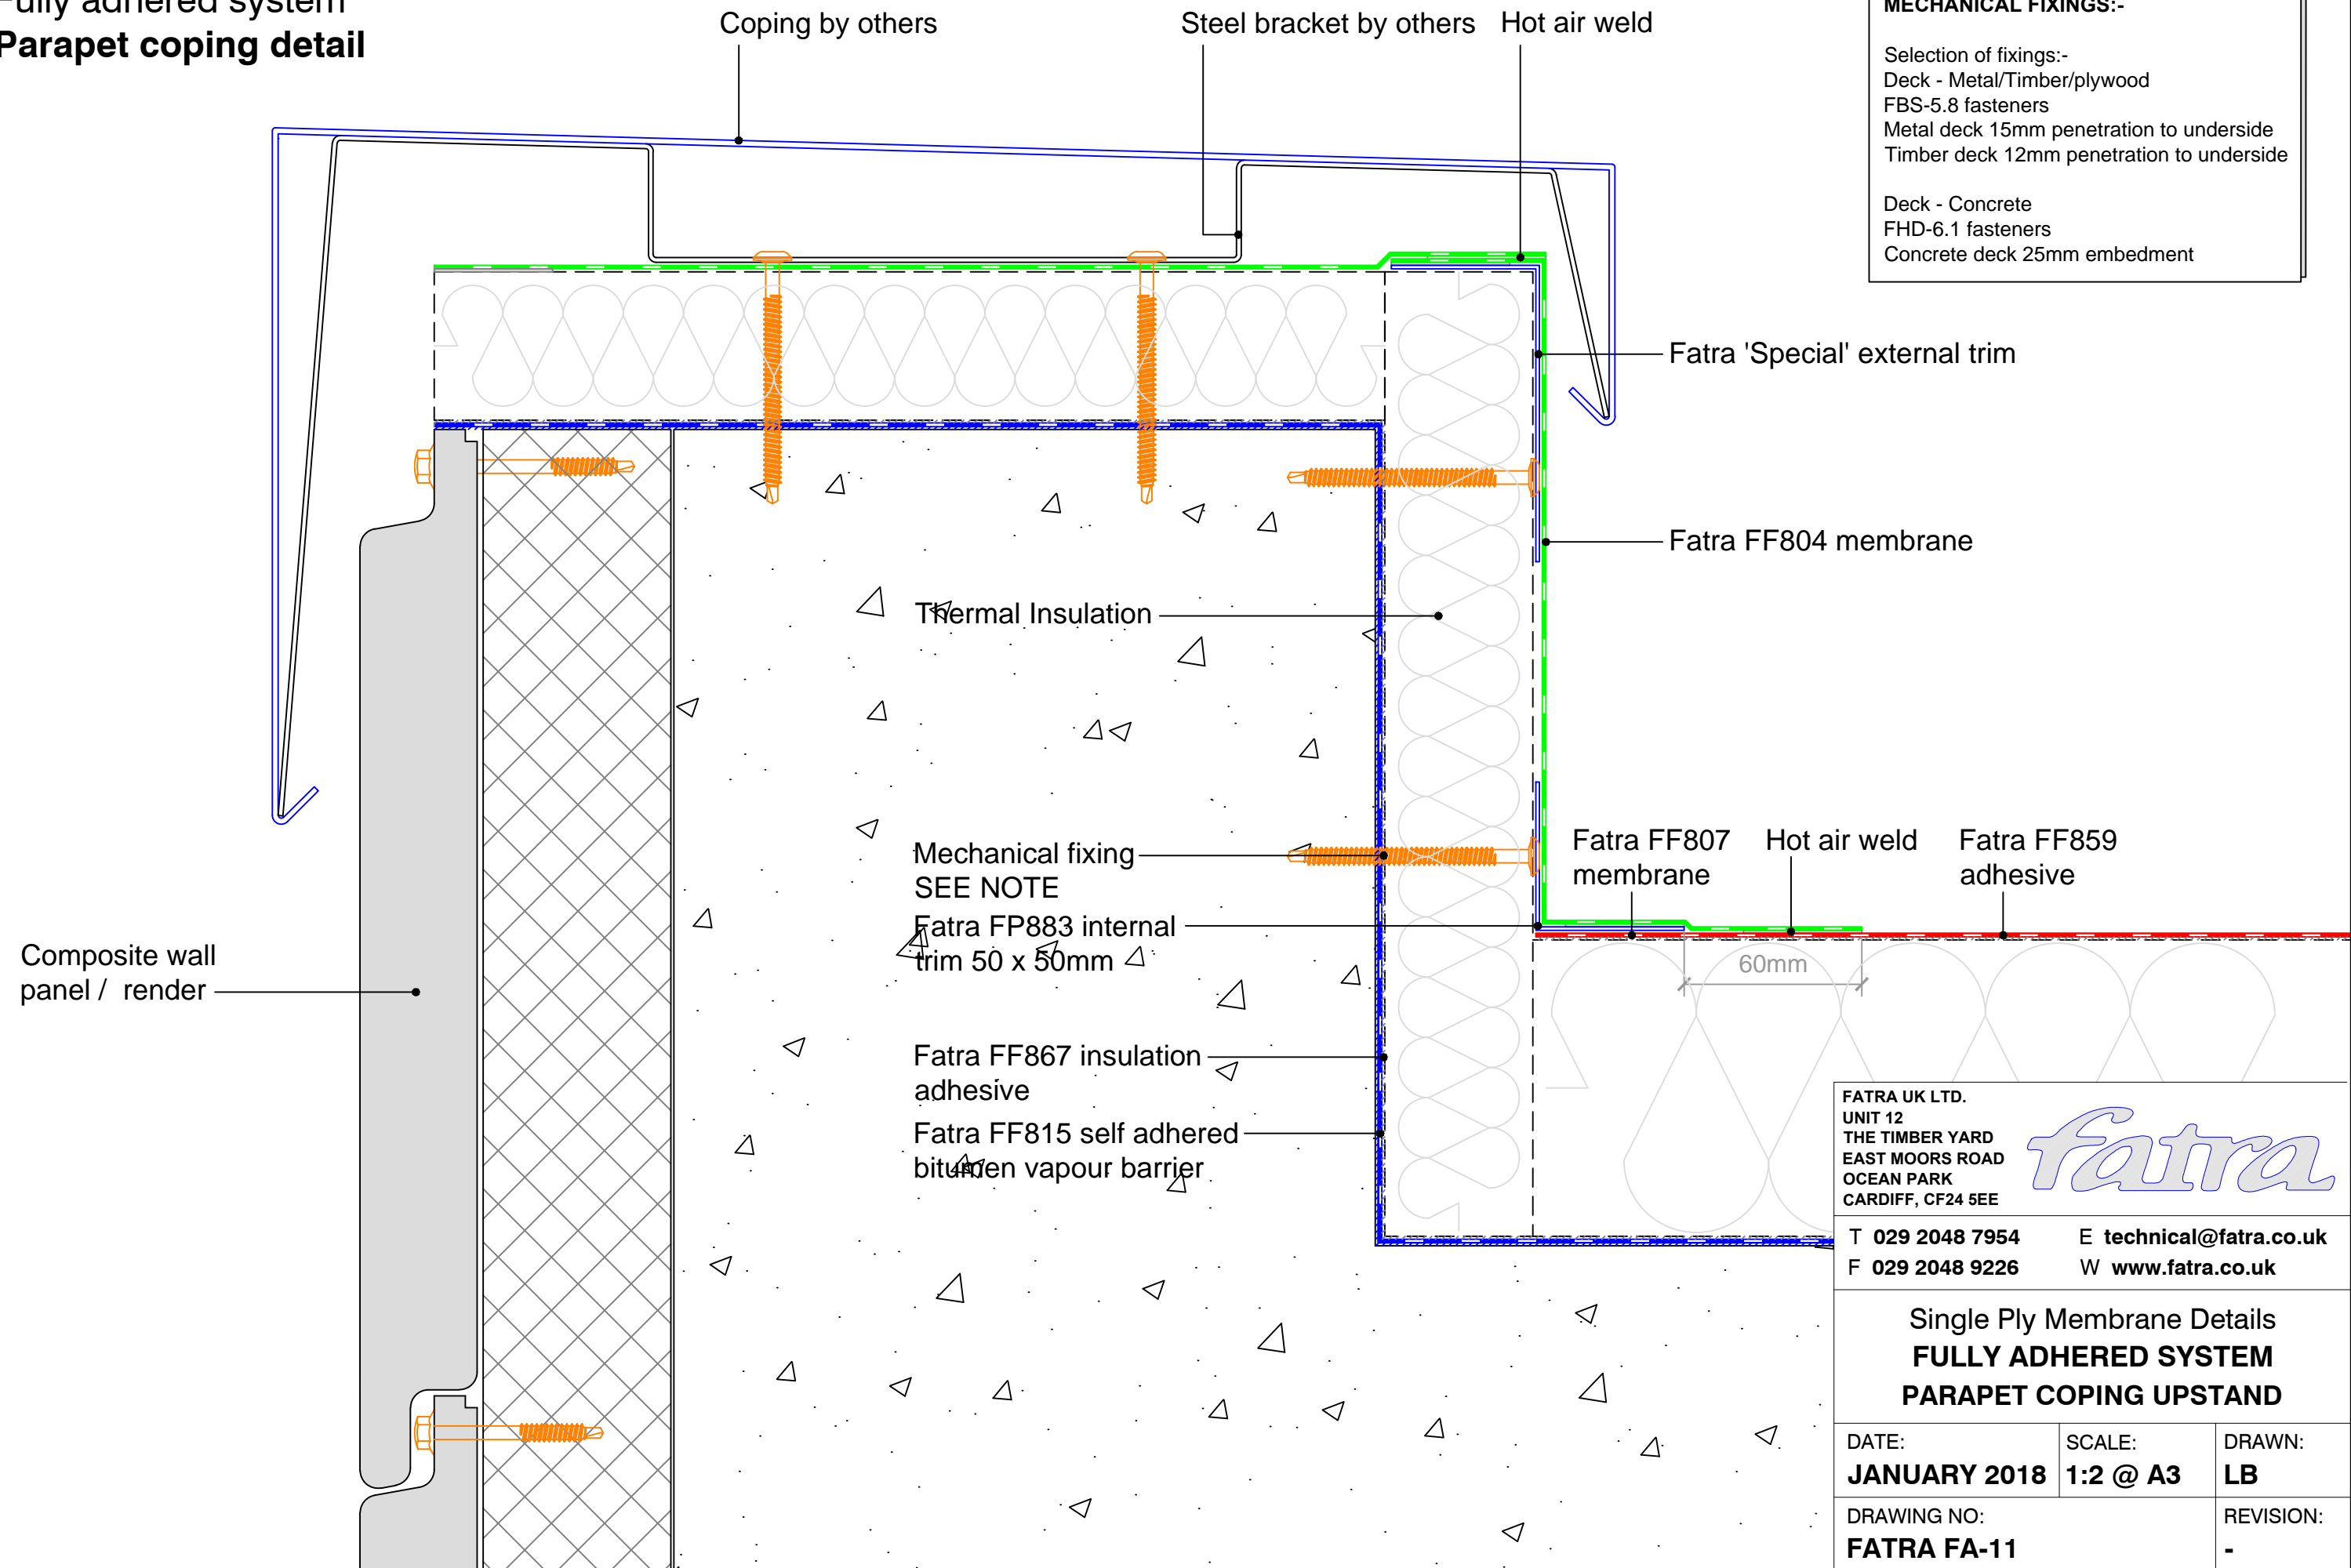 Fully adhered system
Parapet coping detail
Coping by others
Steel bracket by others
Hot air weld
MECHANICAL FIXINGS:-
Selection of fixings:-
Deck - Metal/Timber/plywood
FBS-5.8 fasteners
Metal deck 15mm penetration to underside
Timber deck 12mm penetration to underside
Deck - Concrete
FHD-6.1 fasteners
Concrete deck 25mm embedment
Fatra 'Special' external trim
Fatra FF804 membrane
Thermal Insulation
Mechanical fixing
SEE NOTE
Fatra FP883 internal
trim 50 x 50mm
Fatra FF807
membrane
Hot air weld
Fatra FF859
adhesive
60mm
Composite wall
panel / render
Fatra FF867 insulation
adhesive
Fatra FF815 self adhered
bitumen vapour barrier
FATRA UK LTD.
UNIT 12
THE TIMBER YARD
EAST MOORS ROAD
OCEAN PARK
CARDIFF, CF24 5EE
fatra
T 029 2048 7954
E technical@fatra.co.uk
F 029 2048 9226
W www.fatra.co.uk
Single Ply Membrane Details
FULLY ADHERED SYSTEM
PARAPET COPING UPSTAND
DATE:
JANUARY 2018
SCALE:
1:2 @ A3
DRAWN:
LB
DRAWING NO:
FATRA FA-11
REVISION:
-